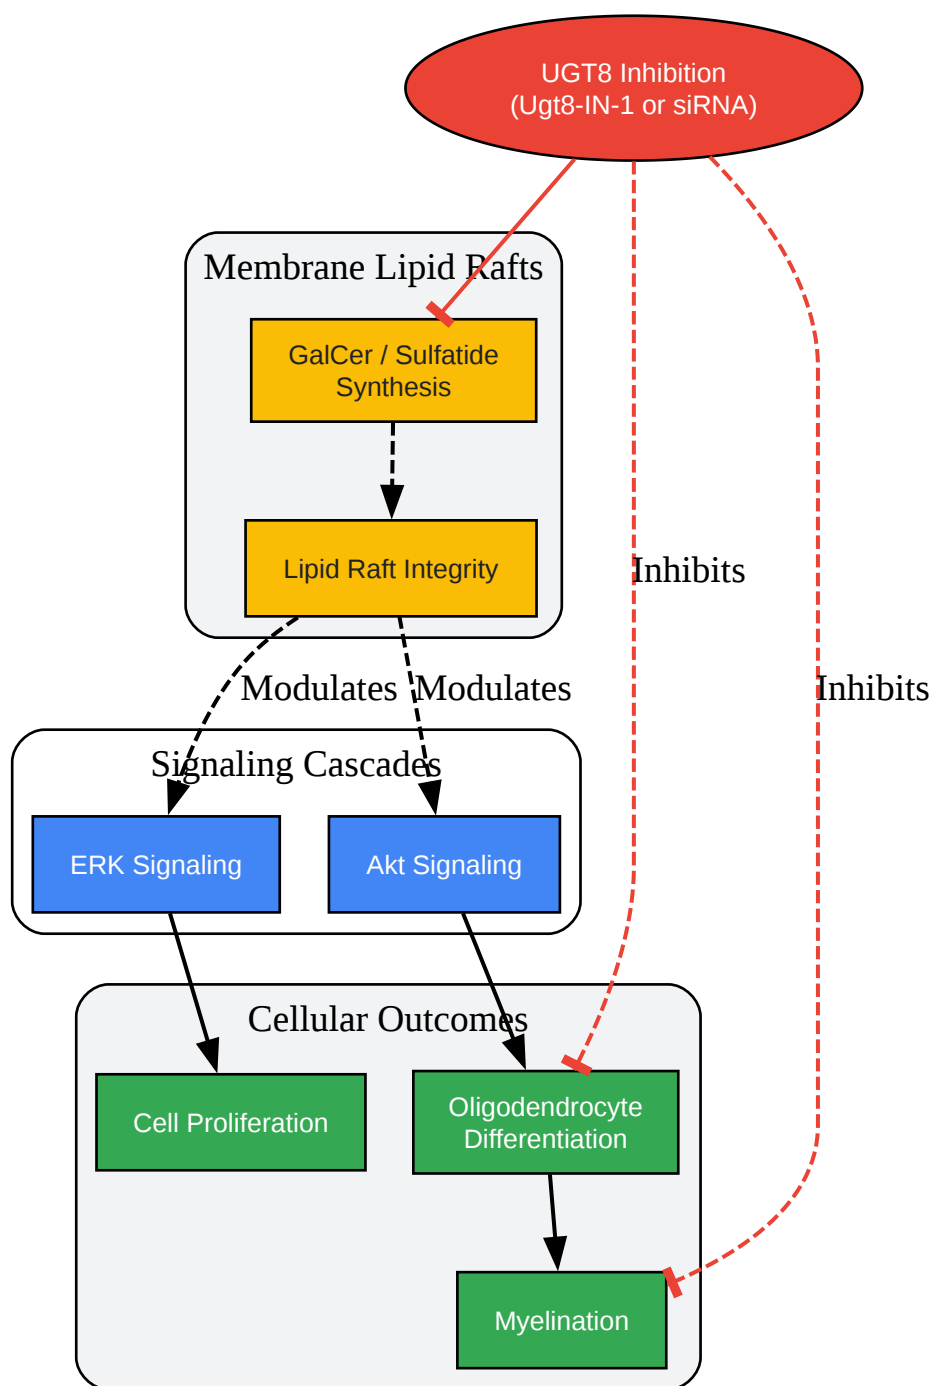 UGT8 Inhibition
(Ugt8-IN-1 or siRNA)
Membrane Lipid Rafts
GalCer / Sulfatide
Synthesis
Lipid Raft Integrity
Inhibits
Modulates
Modulates
Inhibits
Signaling Cascades
ERK Signaling
Akt Signaling
Cellular Outcomes
Cell Proliferation
Oligodendrocyte
Differentiation
Myelination